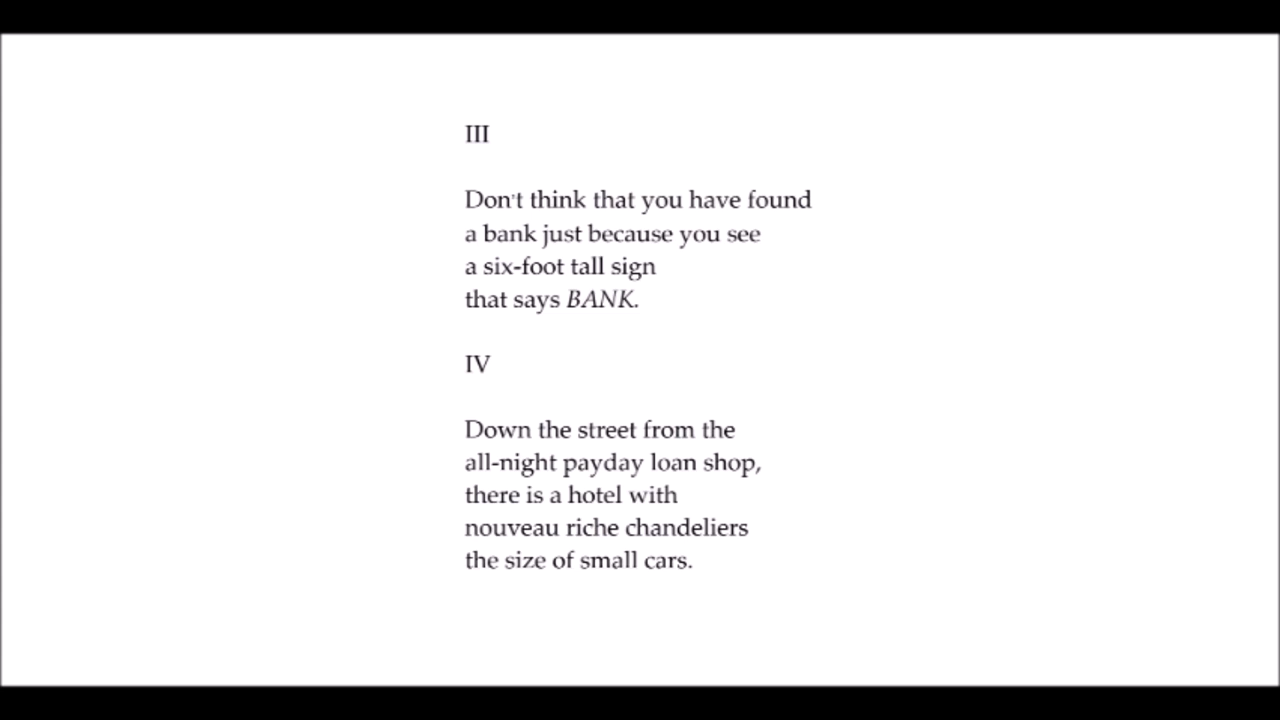 III
Don't think that you have found
a bank just because you see
a six-foot tall sign
that says BANK.
IV
Down the street from the
all-night payday loan shop,
there is a hotel with
nouveau riche chandeliers
the size of small cars.